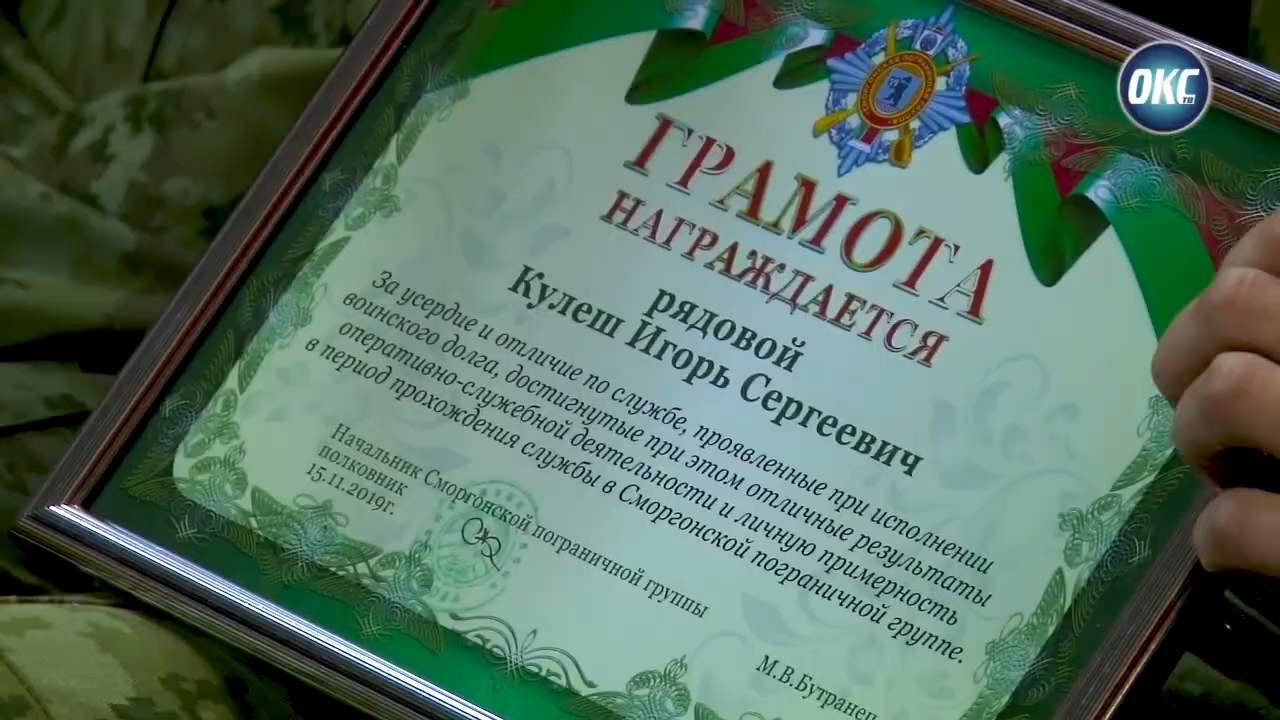 ОКС ТВ
ГРАМОТА
НАГРАЖДАЕТСЯ
рядовой
Кулеш Игорь Сергеевич
За усердие и отличие по службе, проявленные при исполнении
воинского долга, достигнутые при этом отличные результаты
оперативно-служебной деятельности и личную примерность
в период прохождения службы в Сморгонской пограничной группе.
Начальник Сморгонской пограничной группы
полковник
15.11.2019г.
М.В.Бутранец